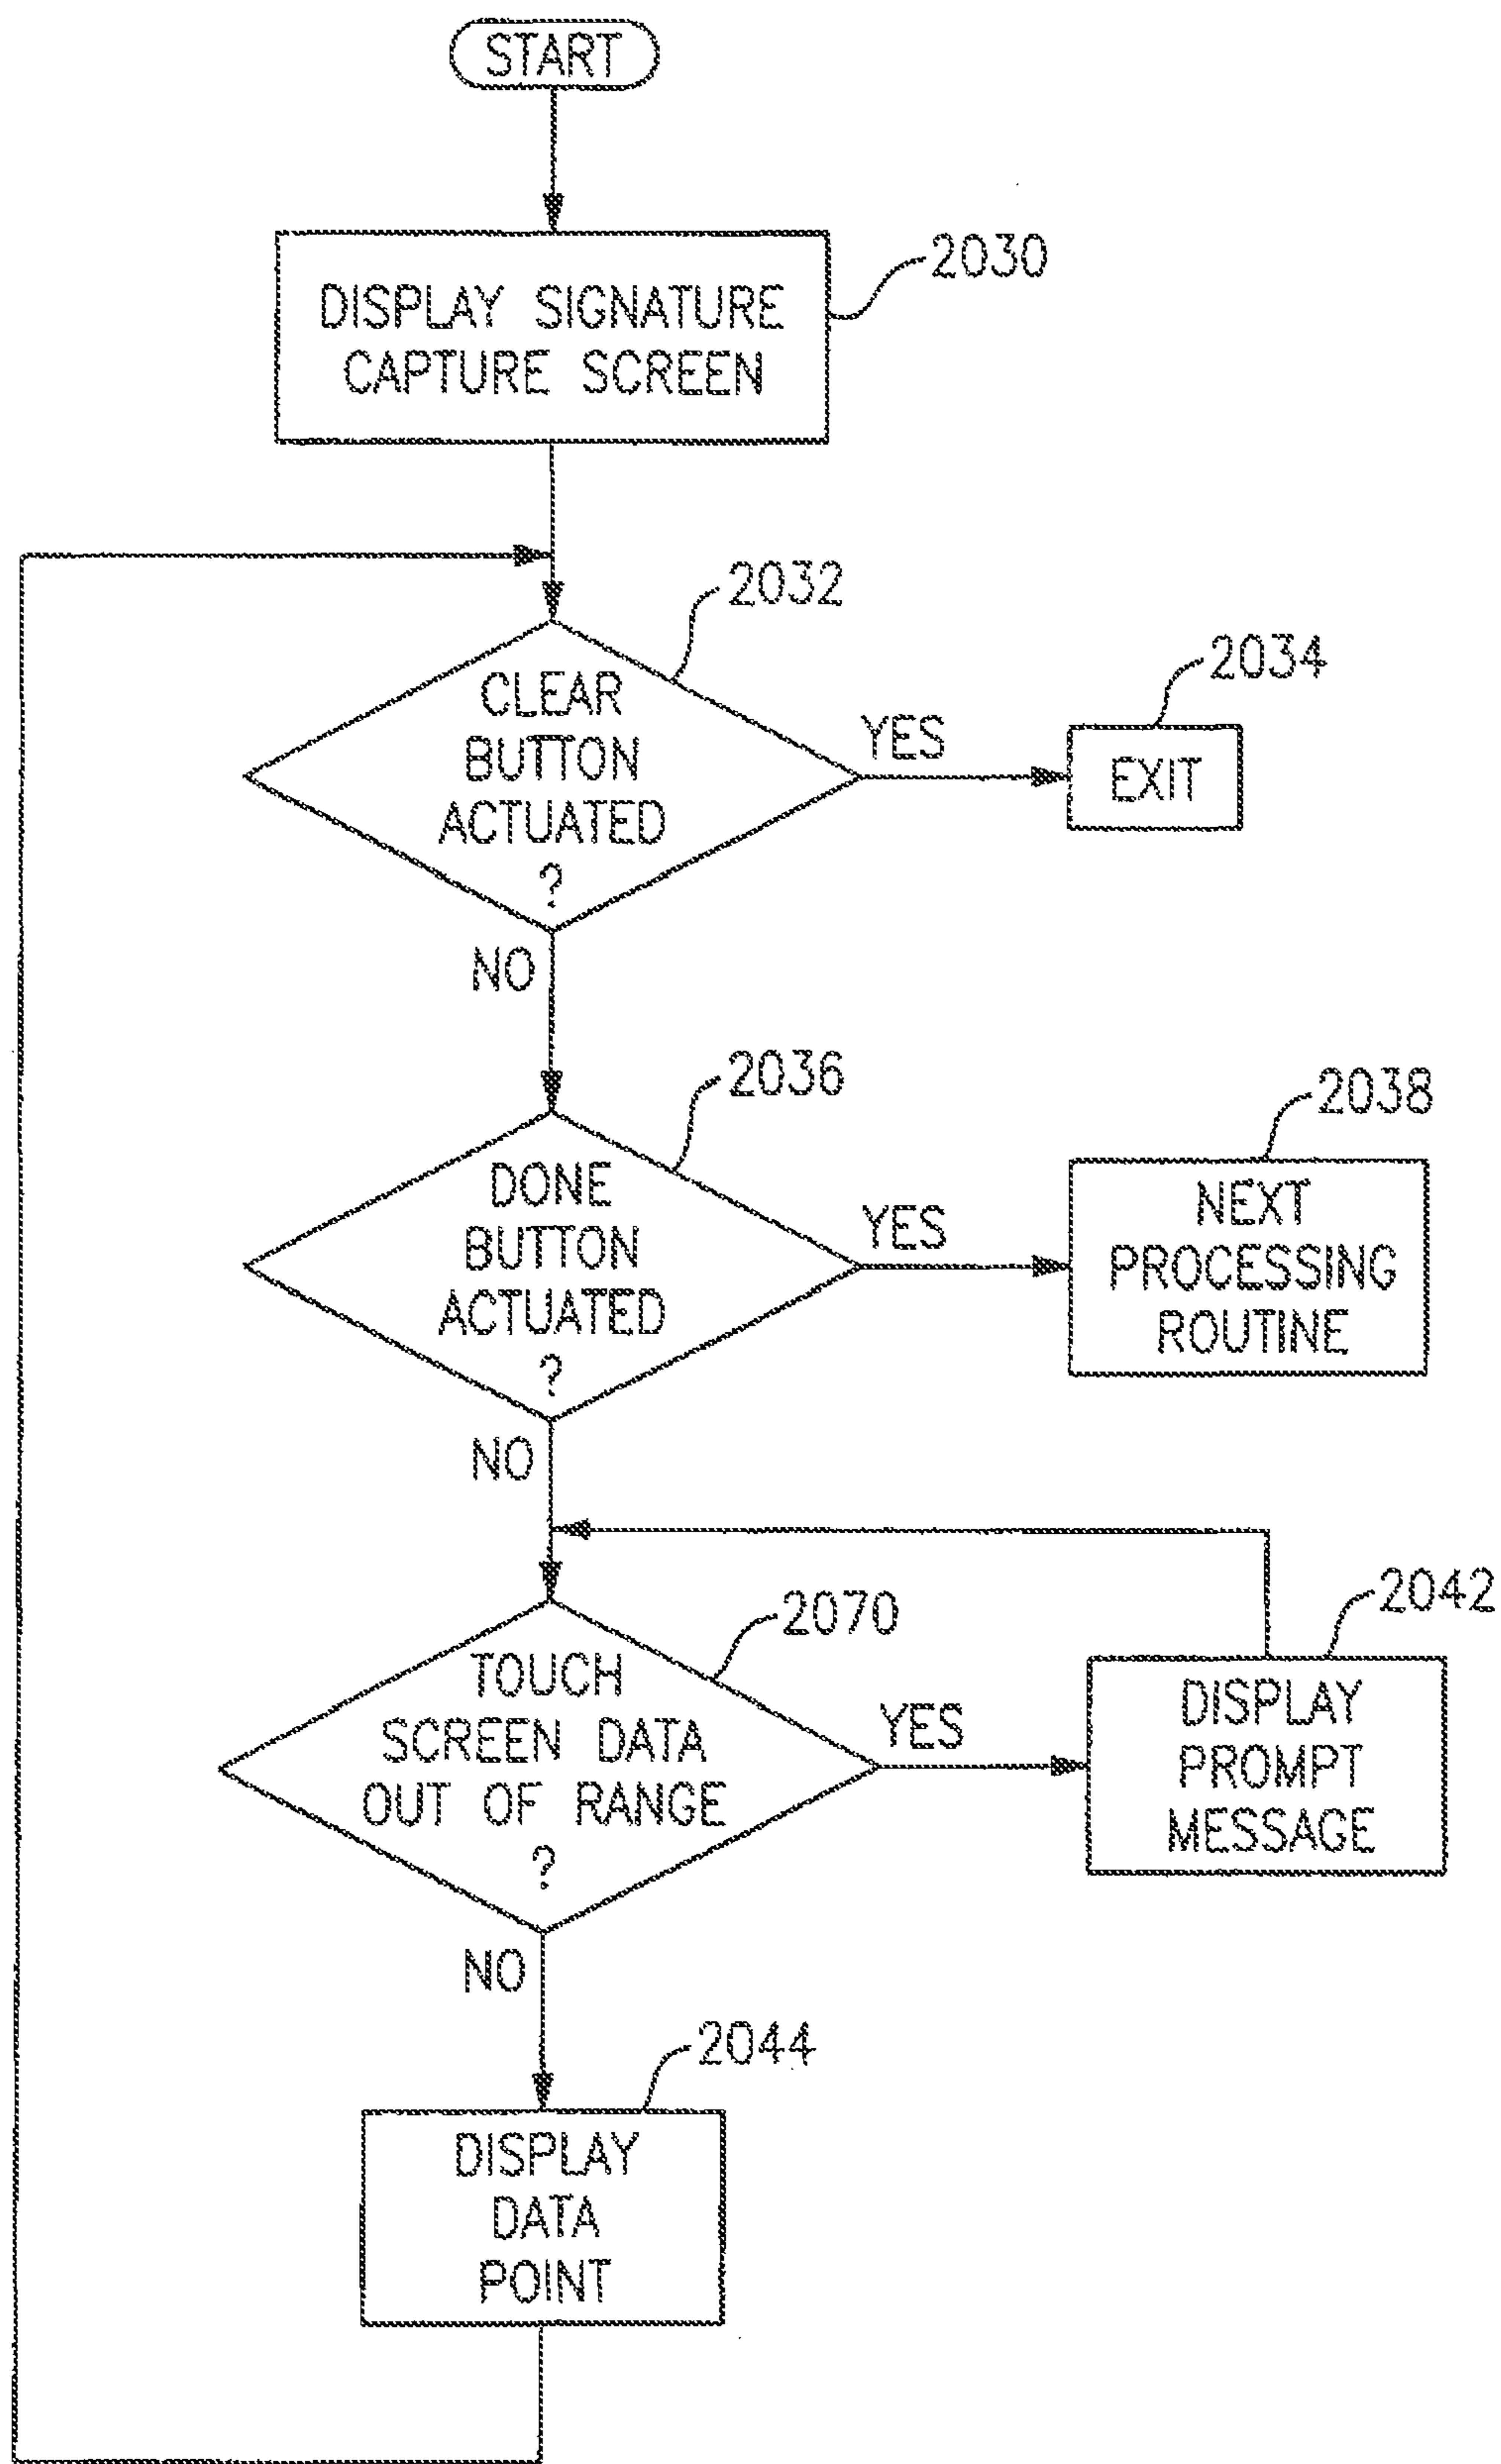 START
2030
DISPLAY SIGNATURE
CAPTURE SCREEN
2032
CLEAR
BUTTON
ACTUATED
?
YES
2034
EXIT
NO
2036
DONE
BUTTON
ACTUATED
?
YES
2038
NEXT
PROCESSING
ROUTINE
NO
2070
TOUCH
SCREEN DATA
OUT OF RANGE
?
YES
2042
DISPLAY
PROMPT
MESSAGE
NO
2044
DISPLAY
DATA
POINT